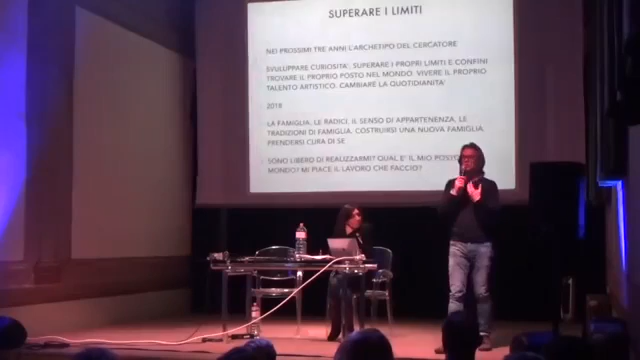 SUPERARE I LIMITI
NEI PROSSIMI TRE ANNI L'ARCHETIPO DEL CERCATORE
SVULUPPARE CURIOSITA'. SUPERARE I PROPRI LIMITI E CONFINI
TROVARE IL PROPRIO POSTO NEL MONDO. VIVERE IL PROPRIO
TALENTO ARTISTICO. CAMBIARE LA QUOTIDIANITA'
2018
LA FAMIGLIA, LE RADICI. IL SENSO DI APPARTENENZA, LE
TRADIZIONI DI FAMIGLIA. COSTRUIRSI UNA NUOVA FAMIGLIA.
PRENDERSI CURA DI SE
SONO LIBERO DI REALIZZARMI? QUAL E' IL MIO
MONDO? MI PIACE IL LAVORO CHE FACCIO?